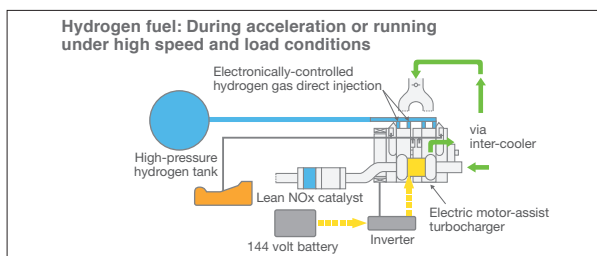 Hydrogen fuel: During acceleration or running
under high speed and load conditions
Electronically-controlled
hydrogen gas direct injection
via
inter-cooler
High-pressure
hydrogen tank
Lean NOx catalyst
Electric motor-assist
turbocharger
144 volt battery
Inverter